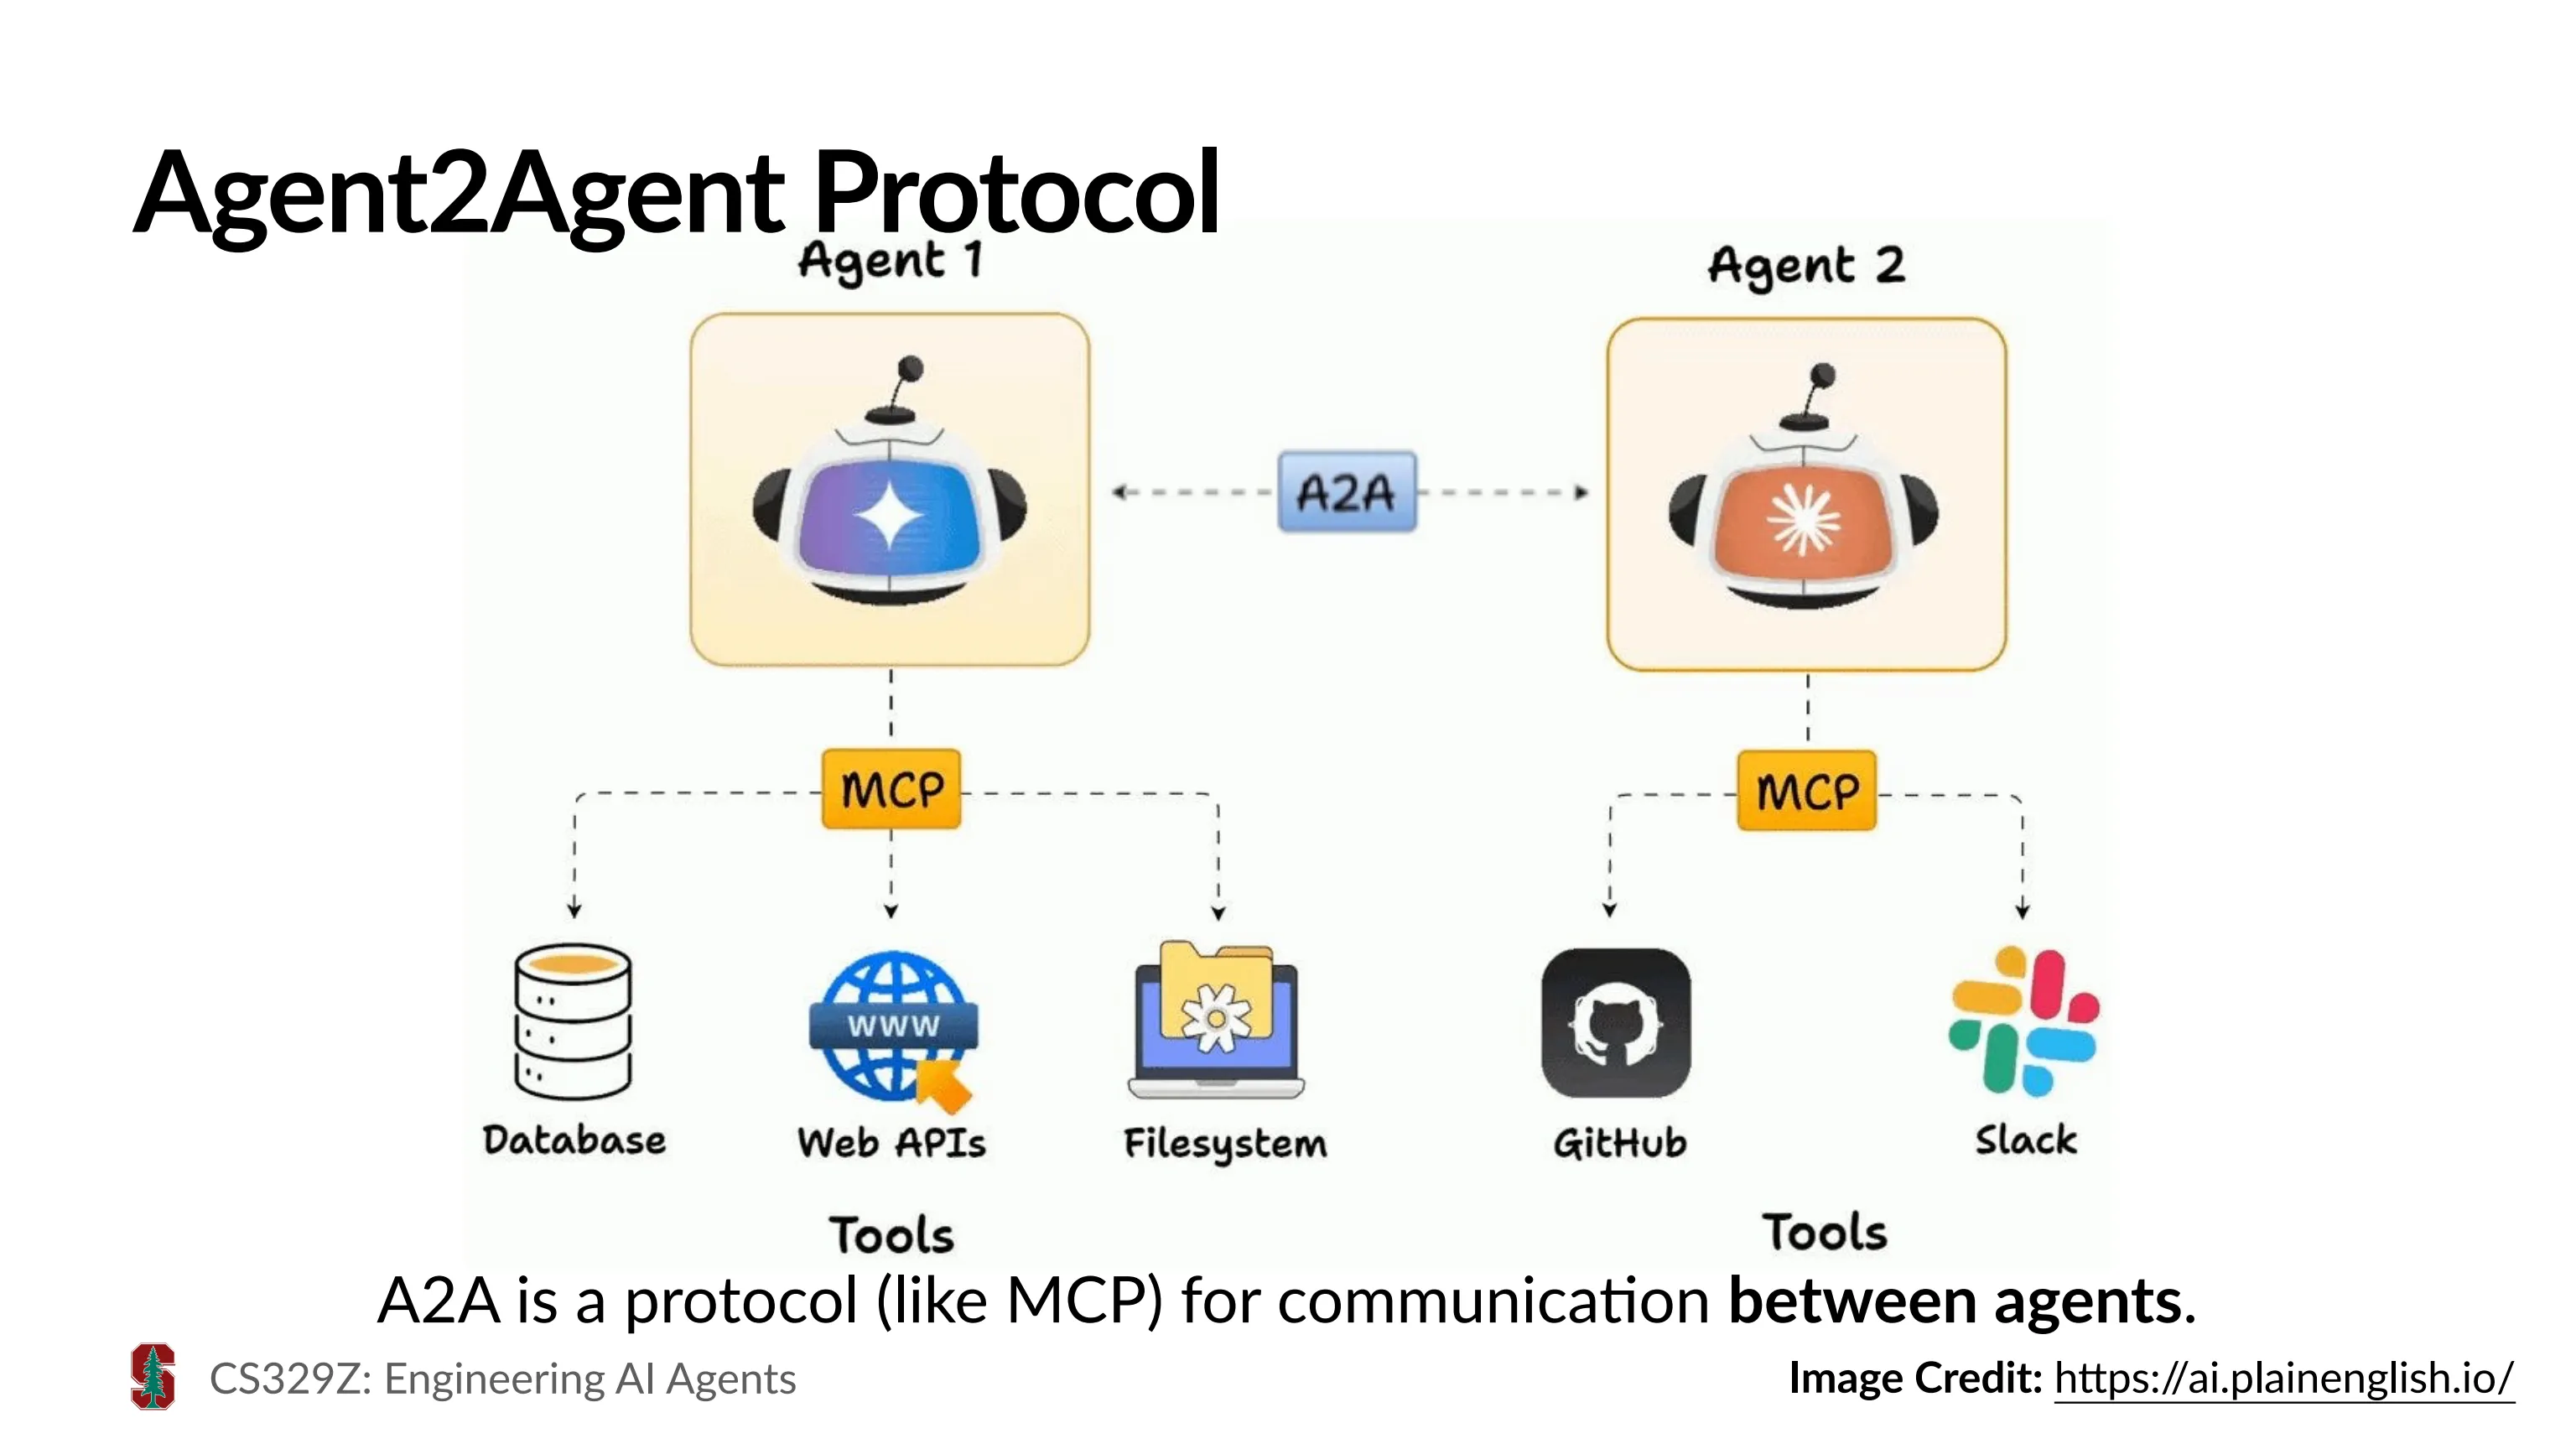 Agent2Agent Protocol
Agent 1
Agent 2
A2A
MCP
MCP
WWW
Database
Web APIs
Filesystem
GitHub
Slack
Tools
Tools
A2A is a protocol (like MCP) for communication between agents.
CS329Z: Engineering AI Agents
Image Credit: https://ai.plainenglish.io/